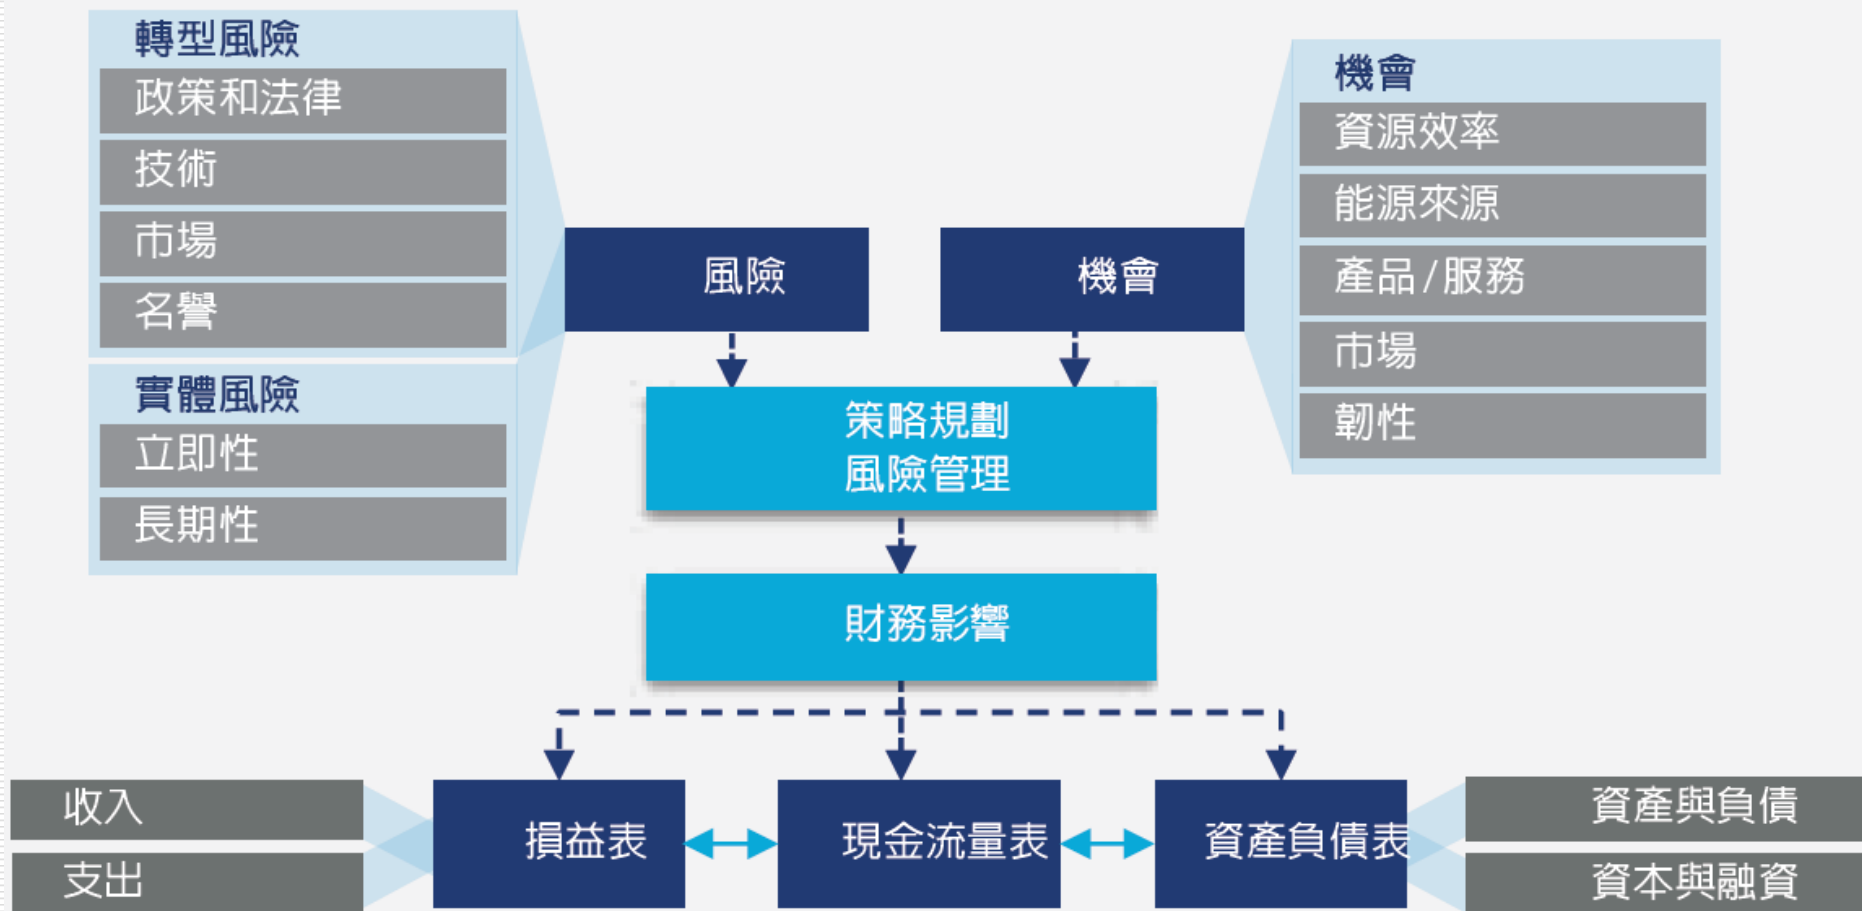 轉型風險
政策和法律
技術
市場
名譽
實體風險
立即性
長期性
風險
機會
機會
資源效率
能源來源
產品/服務
市場
韌性
策略規劃
風險管理
財務影響
收入
支出
損益表
現金流量表
資產負債表
資產與負債
資本與融資